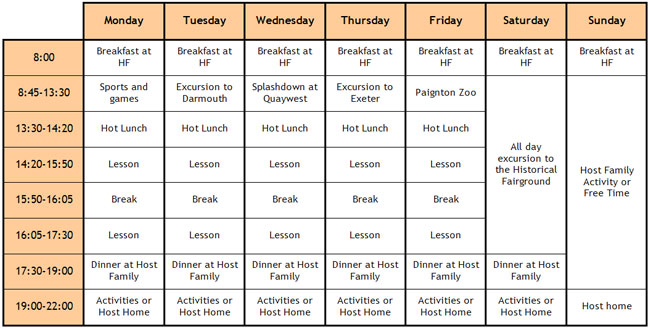 Monday Tuesday Wednesday Thursday Friday Saturday Sunday
8:00 Breakfast at HF Breakfast at HF Breakfast at HF Breakfast at HF Breakfast at HF Breakfast at HF Breakfast at HF
8:45-13:30 Sports and games Excursion to Darmouth Splashdown at Quaywest Excursion to Exeter Paignton Zoo
All day
excursion to
the Historical
Fairground
Host Family
Activity or
Free Time
13:30-14:20 Hot Lunch Hot Lunch Hot Lunch Hot Lunch Hot Lunch
14:20-15:50 Lesson Lesson Lesson Lesson Lesson
15:50-16:05 Break Break Break Break Break
16:05-17:30 Lesson Lesson Lesson Lesson Lesson
17:30-19:00 Dinner at Host Family Dinner at Host Family Dinner at Host Family Dinner at Host Family Dinner at Host Family Dinner at Host Family
19:00-22:00 Activities or Host Home Activities or Host Home Activities or Host Home Activities or Host Home Activities or Host Home Activities or Host Home Host home